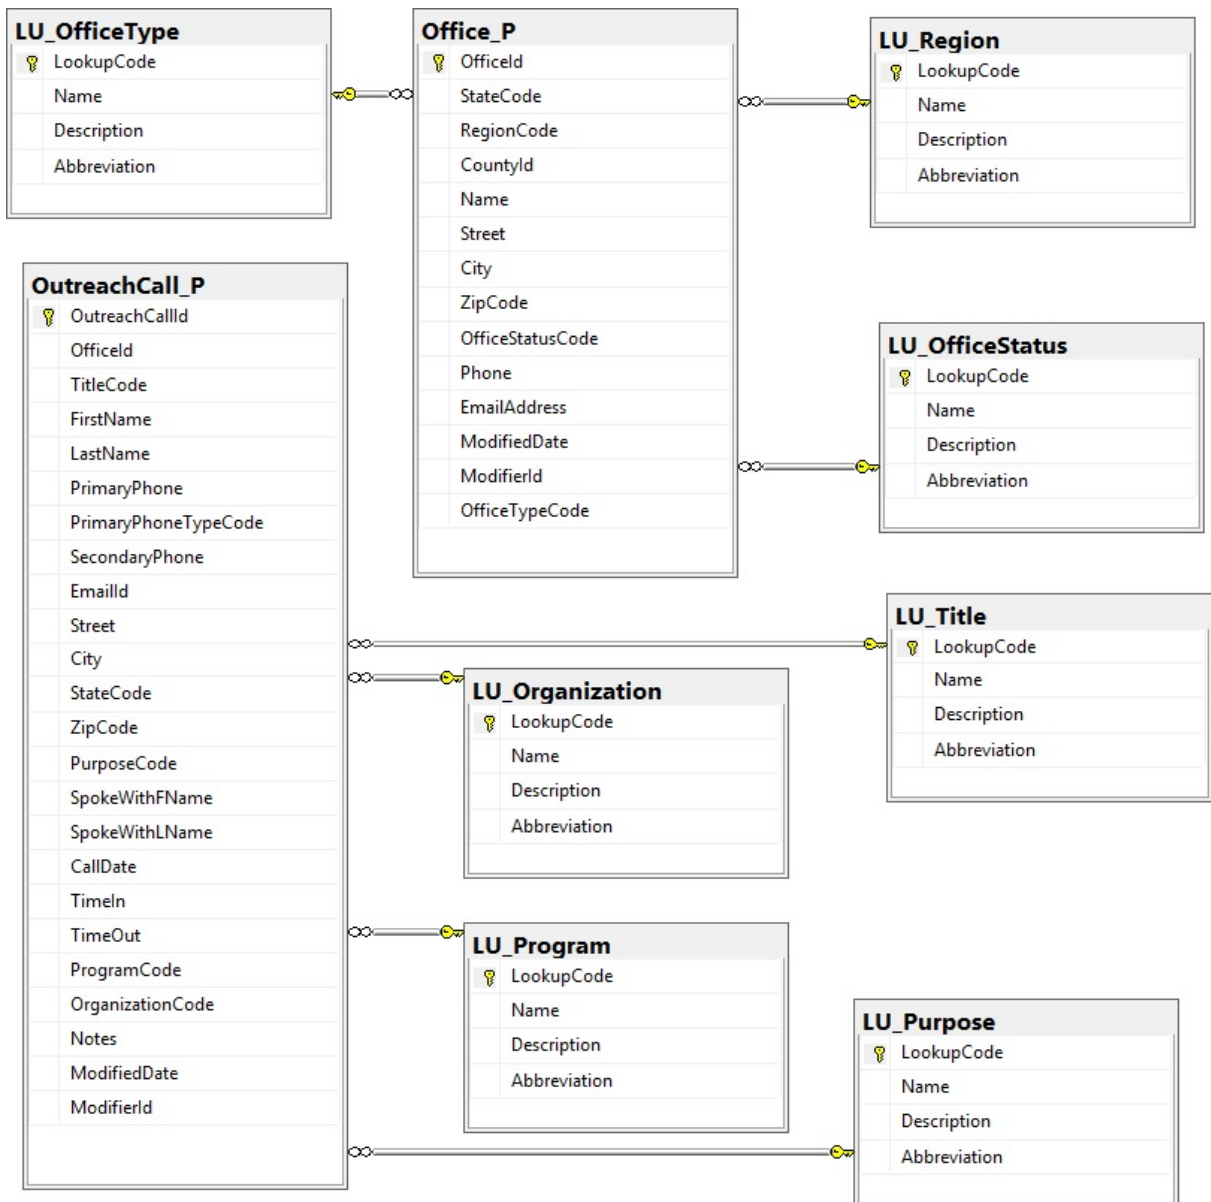 LU_OfficeType
LookupCode
Name
Description
Abbreviation
Office_P
OfficeId
StateCode
RegionCode
CountyId
Name
Street
City
ZipCode
OfficeStatusCode
Phone
EmailAddress
ModifiedDate
ModifierId
OfficeTypeCode
LU_Region
LookupCode
Name
Description
Abbreviation
OutreachCall_P
OutreachCallId
OfficeId
TitleCode
FirstName
LastName
PrimaryPhone
PrimaryPhoneTypeCode
SecondaryPhone
EmailId
Street
City
StateCode
ZipCode
PurposeCode
SpokeWithFName
SpokeWithLName
CallDate
TimeIn
TimeOut
ProgramCode
OrganizationCode
Notes
ModifiedDate
ModifierId
LU_OfficeStatus
LookupCode
Name
Description
Abbreviation
LU_Title
LookupCode
Name
Description
Abbreviation
LU_Organization
LookupCode
Name
Description
Abbreviation
LU_Program
LookupCode
Name
Description
Abbreviation
LU_Purpose
LookupCode
Name
Description
Abbreviation